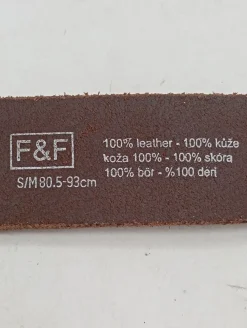 F&F
S/M 80.5-93cm
100% leather - 100% kůže
koža 100% - 100% skóra
100% bőr - %100 deri